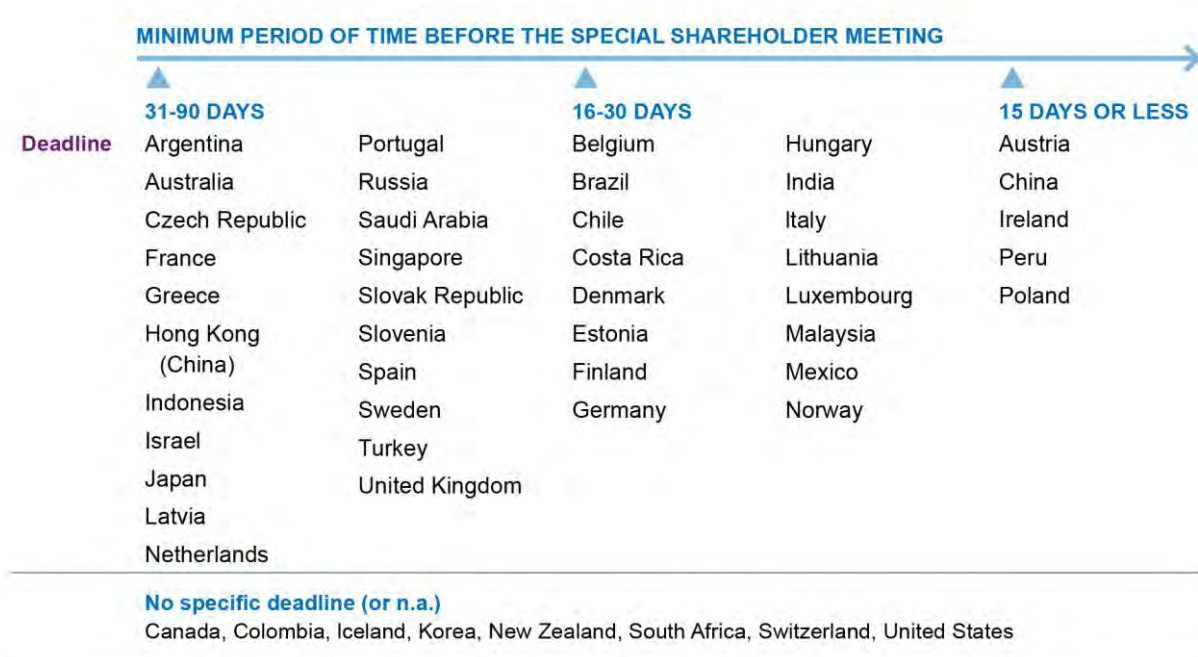 MINIMUM PERIOD OF TIME BEFORE THE SPECIAL SHAREHOLDER MEETING
31-90 DAYS
16-30 DAYS
15 DAYS OR LESS
Deadline
Argentina
Australia
Czech Republic
France
Greece
Hong Kong
(China)
Indonesia
Israel
Japan
Latvia
Netherlands
Portugal
Russia
Saudi Arabia
Singapore
Slovak Republic
Slovenia
Spain
Sweden
Turkey
United Kingdom
Belgium
Brazil
Chile
Costa Rica
Denmark
Estonia
Finland
Germany
Hungary
India
Italy
Lithuania
Luxembourg
Malaysia
Mexico
Norway
Austria
China
Ireland
Peru
Poland
No specific deadline (or n.a.)
Canada, Colombia, Iceland, Korea, New Zealand, South Africa, Switzerland, United States